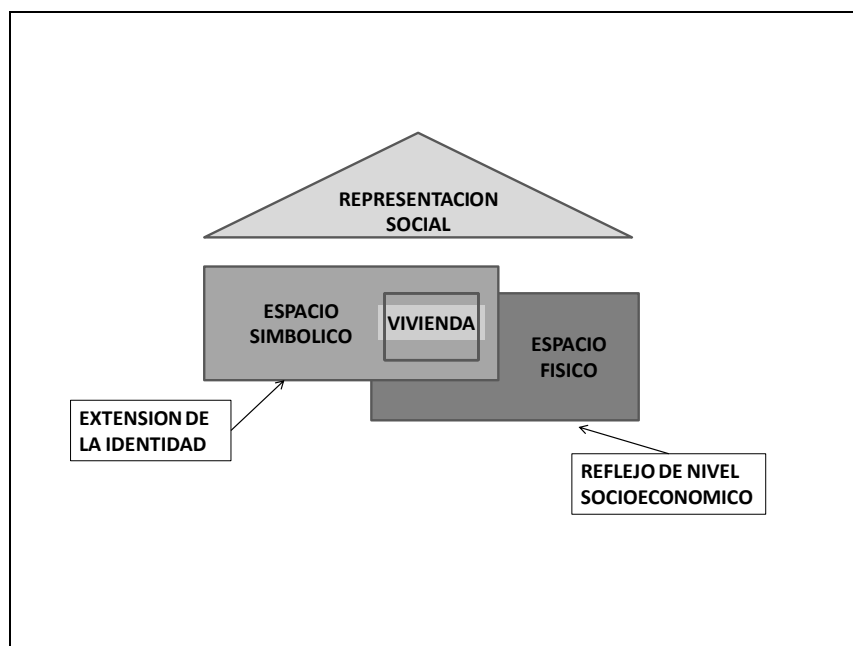 REPRESENTACION
SOCIAL
ESPACIO
SIMBOLICO
VIVIENDA
ESPACIO
FISICO
EXTENSION DE
LA IDENTIDAD
REFLEJO DE NIVEL
SOCIOECONOMICO